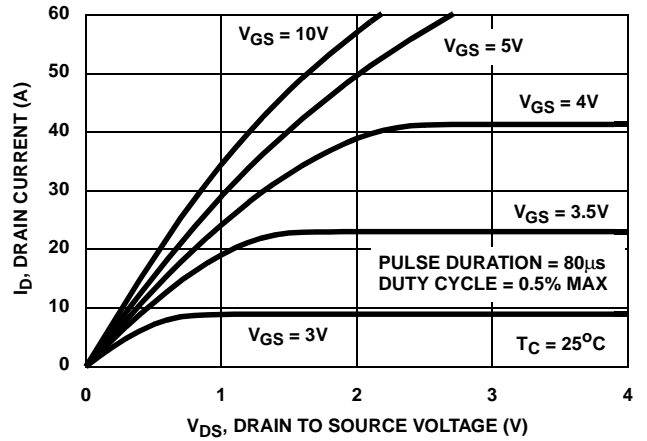 60
50
40
30
20
10
0
I_D, DRAIN CURRENT (A)
V_GS = 10V
V_GS = 5V
V_GS = 4V
V_GS = 3.5V
PULSE DURATION = 80µs
DUTY CYCLE = 0.5% MAX
V_GS = 3V
T_C = 25°C
0 1 2 3 4
V_DS, DRAIN TO SOURCE VOLTAGE (V)